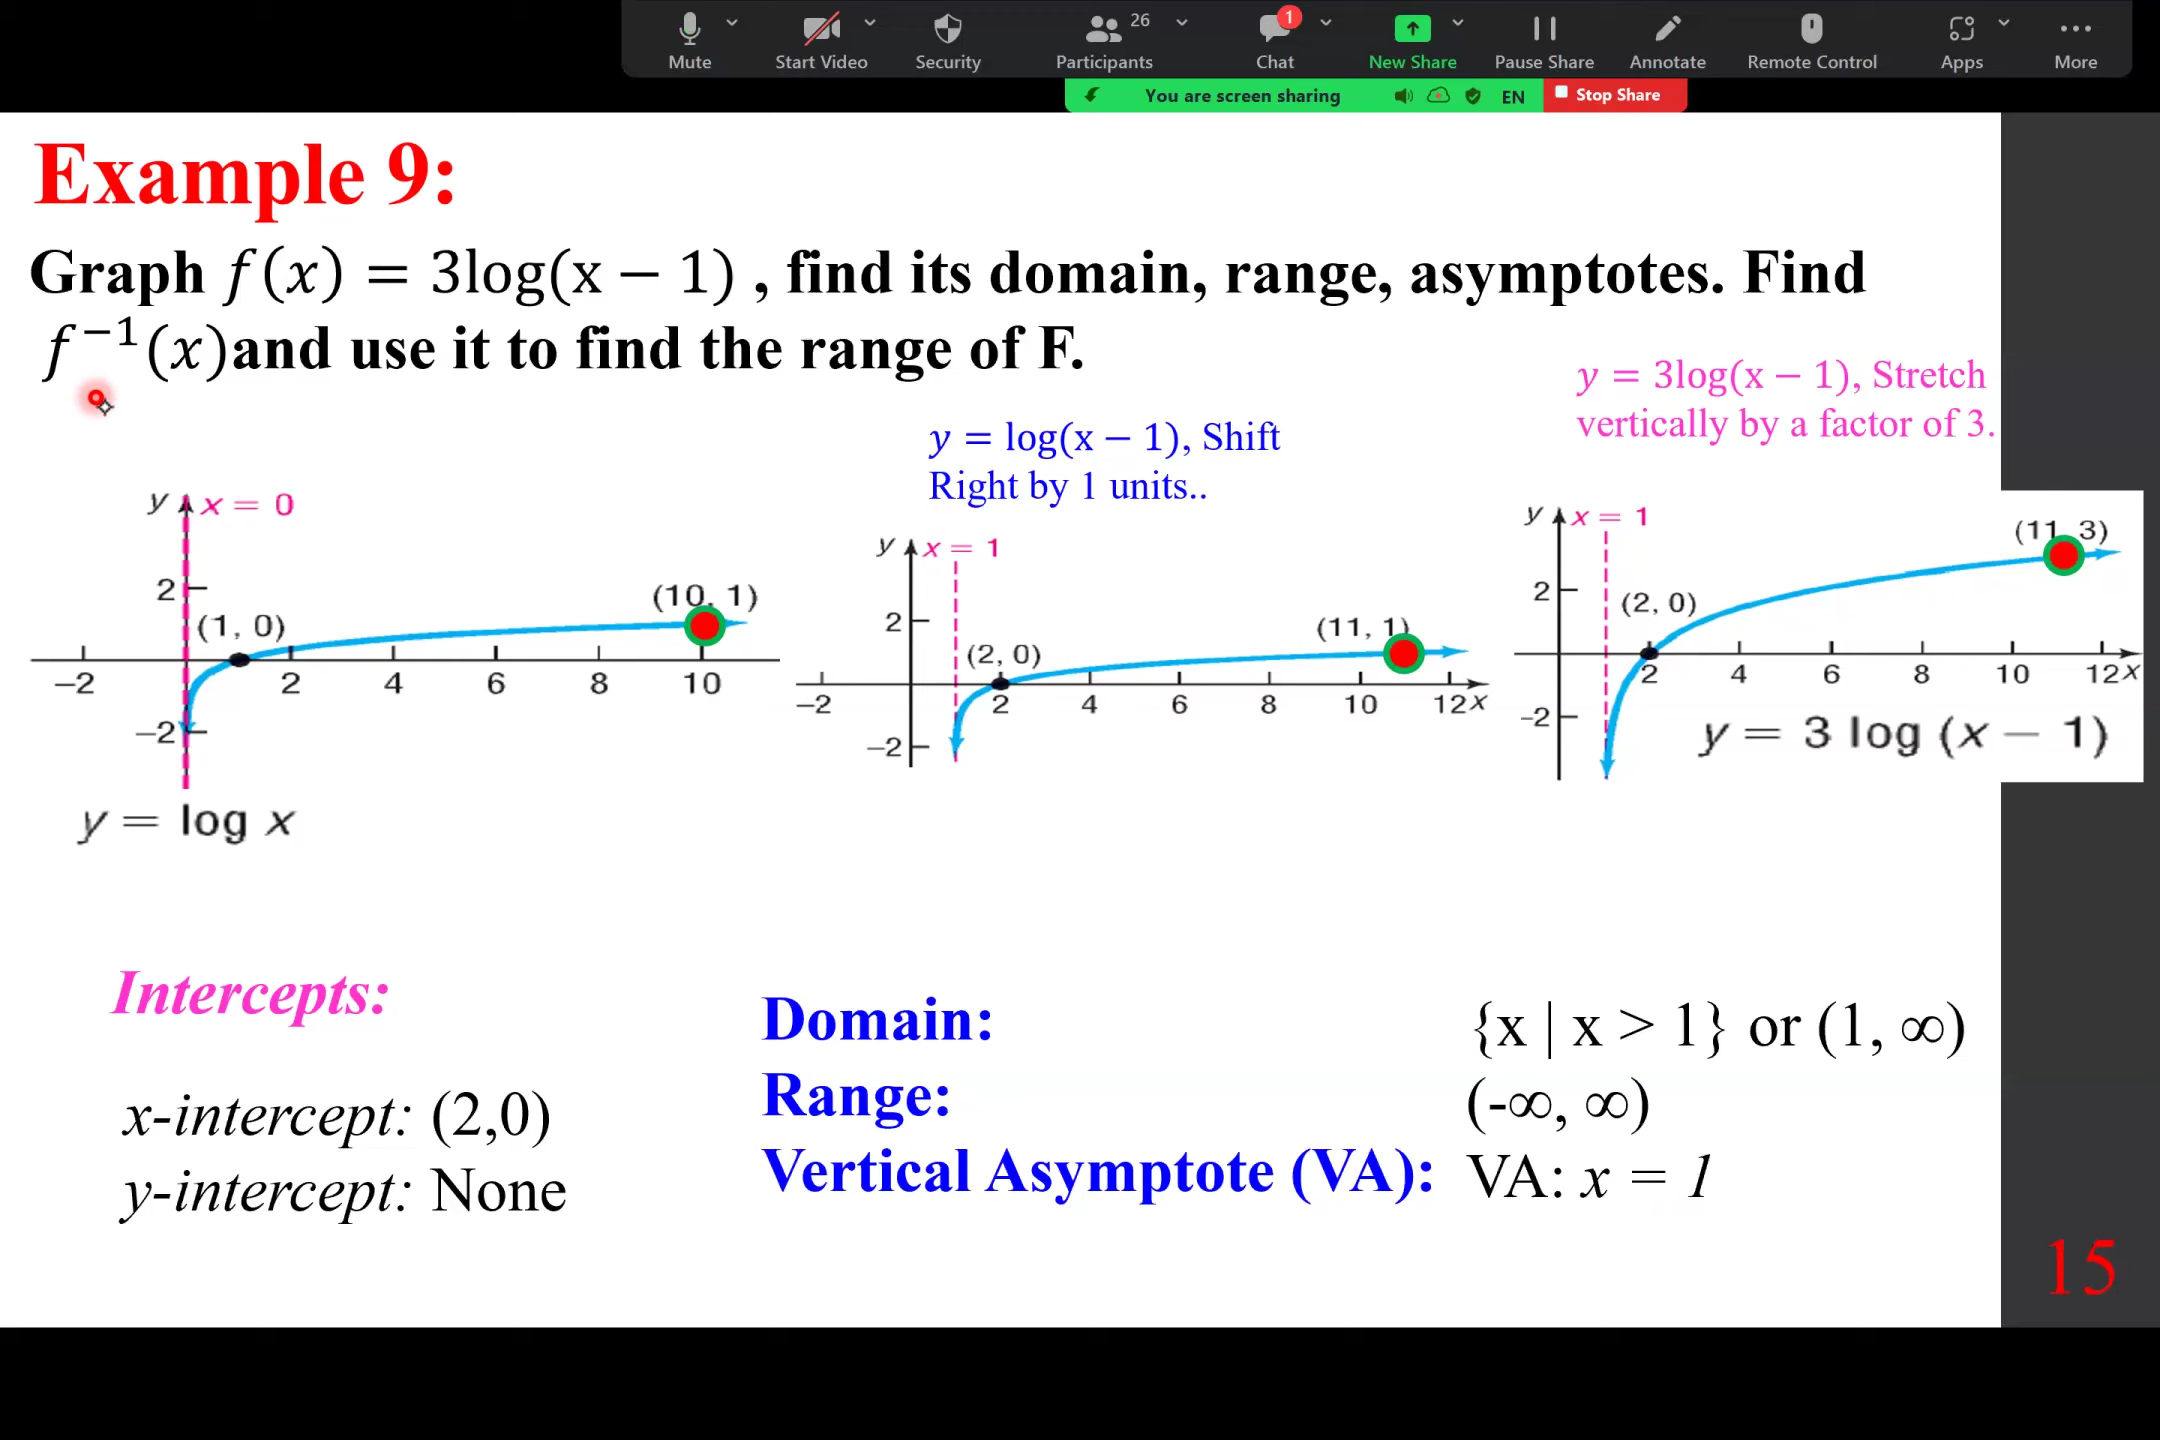 Mute
Start Video
Security
26
Participants
1
Chat
New Share
Pause Share
Annotate
Remote Control
Apps
More
You are screen sharing EN Stop Share
Example 9:
Graph f(x) = 3log(x − 1) , find its domain, range, asymptotes. Find
f⁻¹(x)and use it to find the range of F.
y = 3log(x − 1), Stretch
vertically by a factor of 3.
y = log(x − 1), Shift
Right by 1 units..
y x = 0
2
(1, 0)
(10, 1)
−2 2 4 6 8 10
−2
y = log x
y x = 1
2
(2, 0)
(11, 1)
−2 2 4 6 8 10 12x
−2
y x = 1
(11, 3)
2
(2, 0)
2 4 6 8 10 12x
−2
y = 3 log (x − 1)
Intercepts:
x-intercept: (2,0)
y-intercept: None
Domain: {x | x > 1} or (1, ∞)
Range: (-∞, ∞)
Vertical Asymptote (VA): VA: x = 1
15